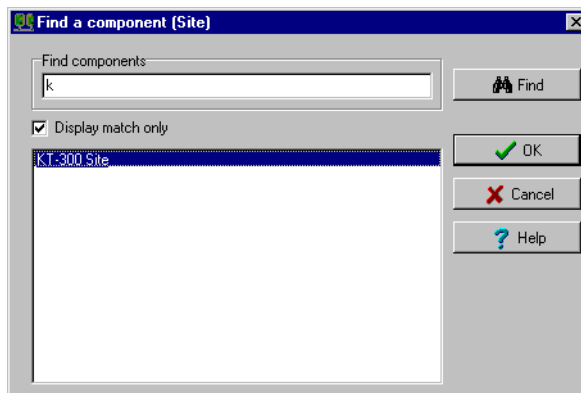 Find a component (Site)
Find components
k
Find
Display match only
KT-300 Site
OK
Cancel
Help